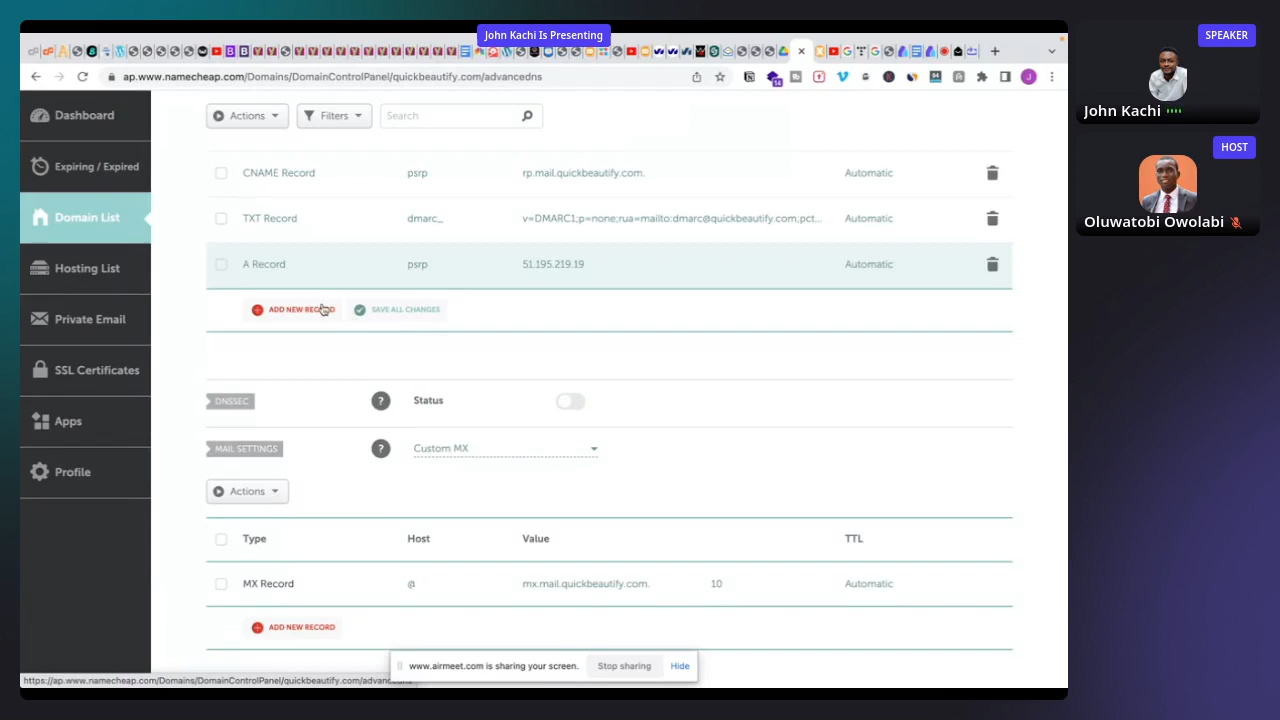 John Kachi Is Presenting
ap.www.namecheap.com/Domains/DomainControlPanel/quickbeautify.com/advancedns
Dashboard
Expiring / Expired
Domain List
Hosting List
Private Email
SSL Certificates
Apps
Profile
Actions Filters Search
CNAME Record psrp rp.mail.quickbeautify.com. Automatic
TXT Record dmarc_ v=DMARC1;p=none;rua=mailto:dmarc@quickbeautify.com;pct... Automatic
A Record psrp 51.195.219.19 Automatic
ADD NEW RECORD SAVE ALL CHANGES
DNSSEC ? Status
MAIL SETTINGS ? Custom MX
Actions
Type Host Value TTL
MX Record @ mx.mail.quickbeautify.com. 10 Automatic
ADD NEW RECORD
www.airmeet.com is sharing your screen. Stop sharing Hide
https://ap.www.namecheap.com/Domains/DomainControlPanel/quickbeautify.com/advancedns
SPEAKER
John Kachi
HOST
Oluwatobi Owolabi